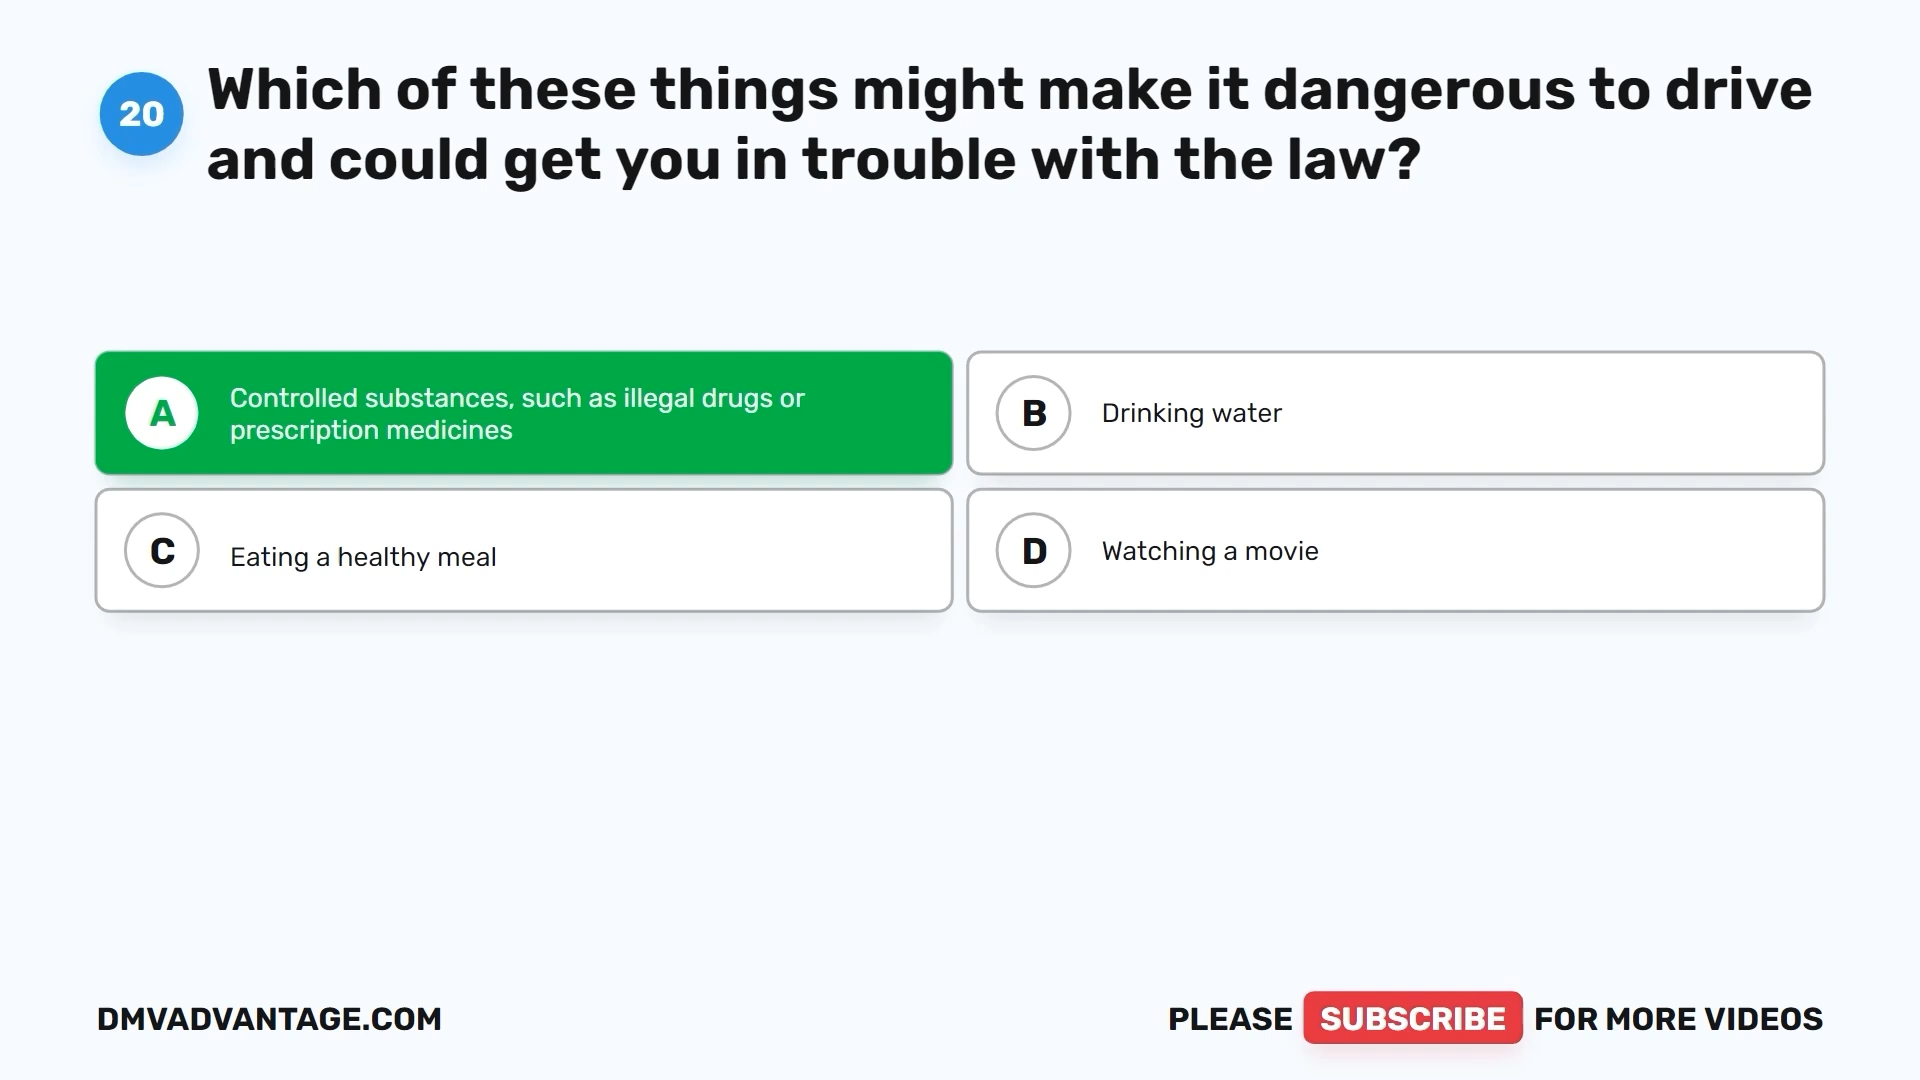 20
Which of these things might make it dangerous to drive
and could get you in trouble with the law?
A
Controlled substances, such as illegal drugs or
prescription medicines
B
Drinking water
C
Eating a healthy meal
D
Watching a movie
DMVADVANTAGE.COM
PLEASE SUBSCRIBE FOR MORE VIDEOS